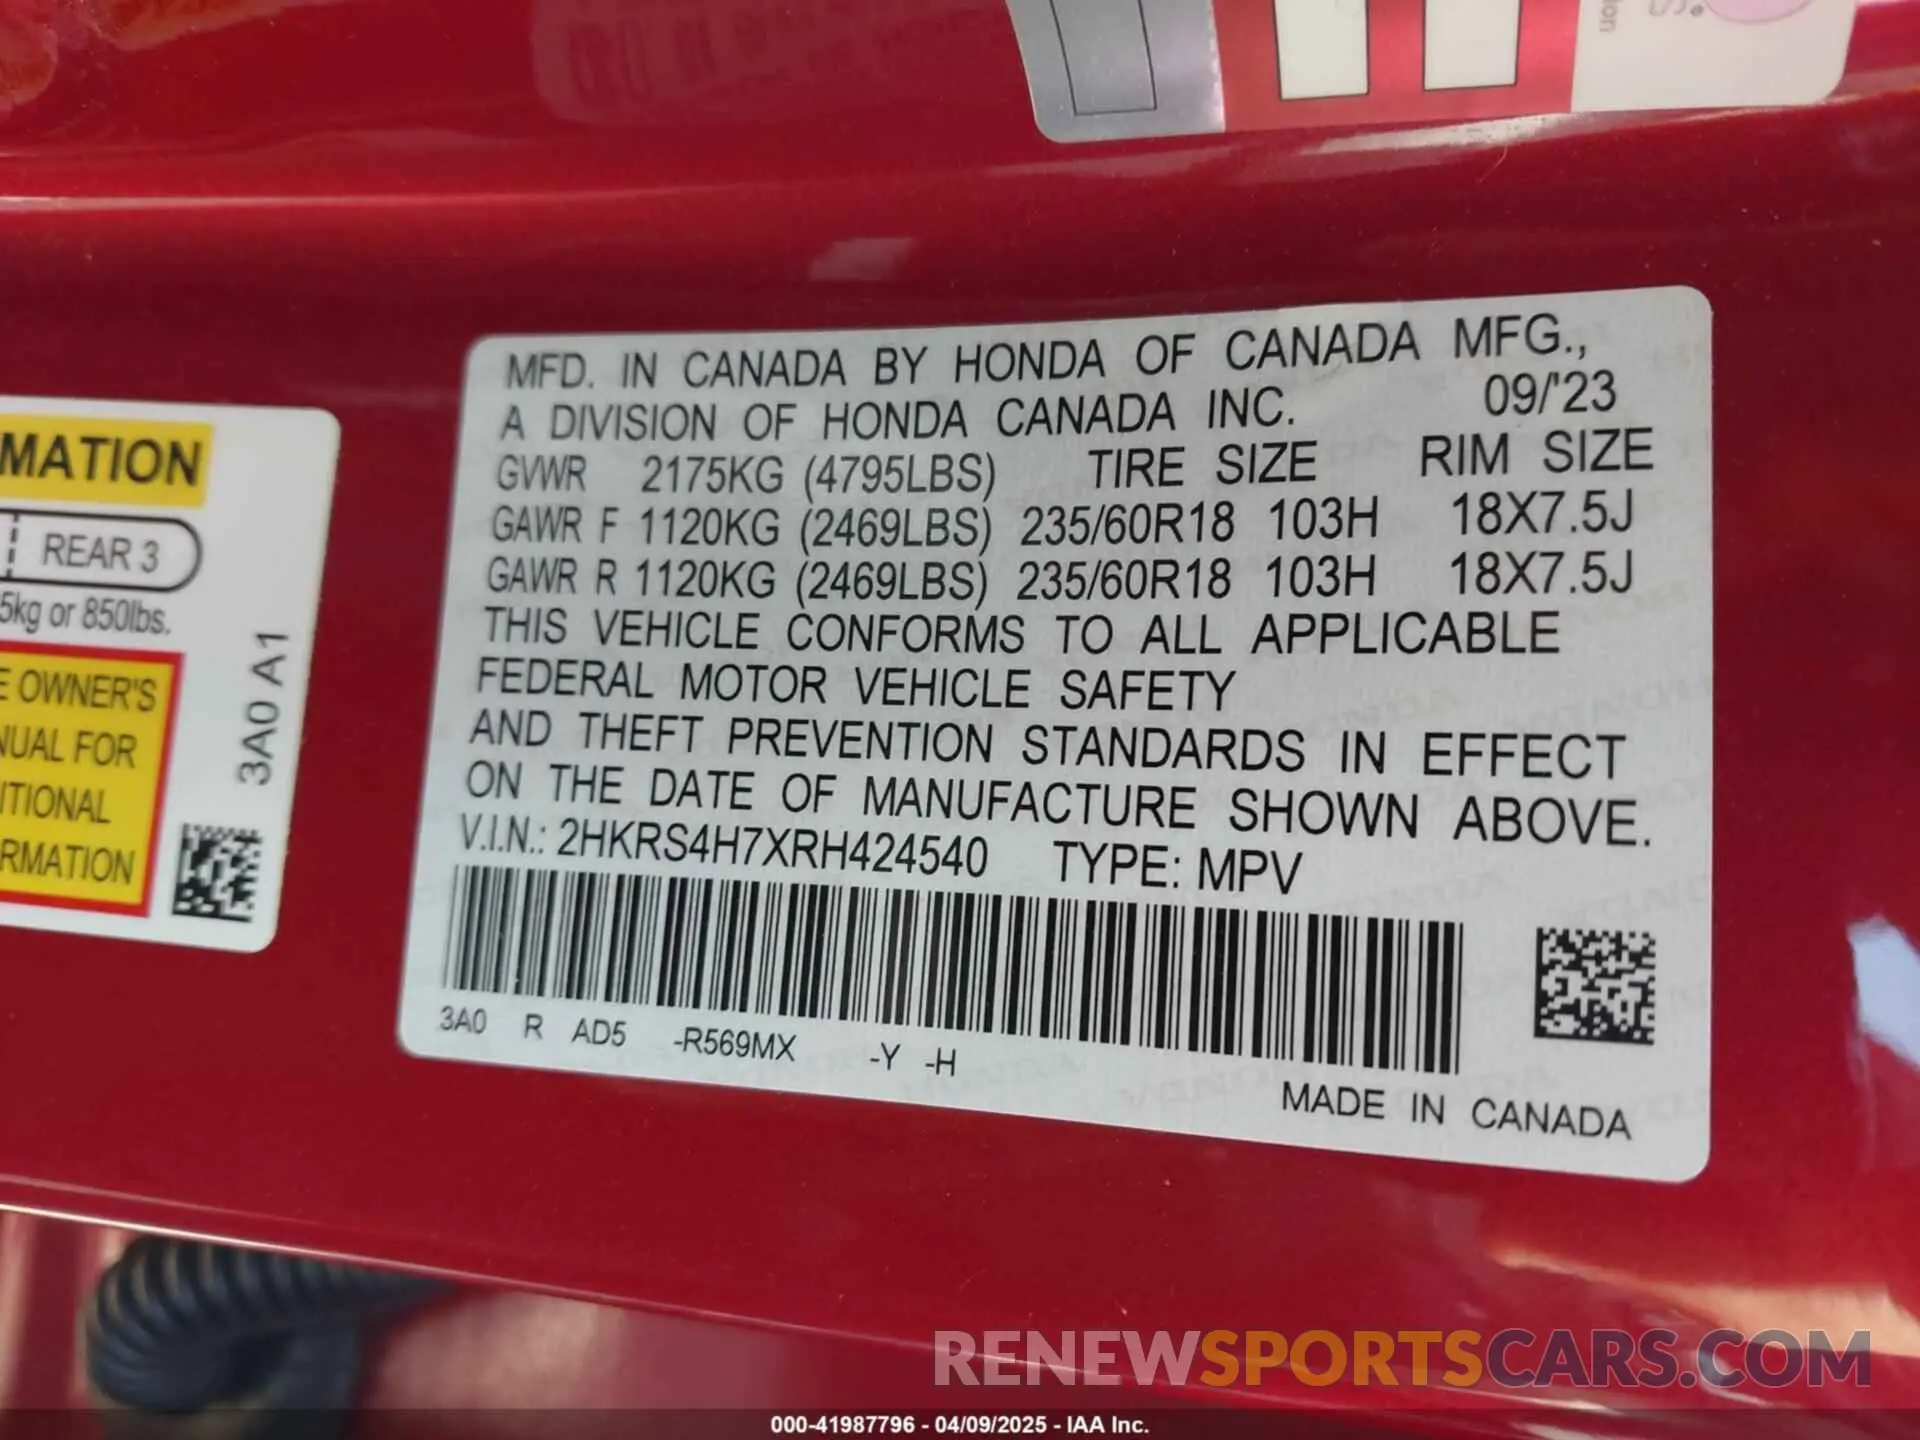 MFD. IN CANADA BY HONDA OF CANADA MFG.,
A DIVISION OF HONDA CANADA INC. 09/'23
GVWR 2175KG (4795LBS) TIRE SIZE RIM SIZE
GAWR F 1120KG (2469LBS) 235/60R18 103H 18X7.5J
GAWR R 1120KG (2469LBS) 235/60R18 103H 18X7.5J
THIS VEHICLE CONFORMS TO ALL APPLICABLE
FEDERAL MOTOR VEHICLE SAFETY
AND THEFT PREVENTION STANDARDS IN EFFECT
ON THE DATE OF MANUFACTURE SHOWN ABOVE.
V.I.N.: 2HKRS4H7XRH424540 TYPE: MPV
3A0 R AD5 -R569MX -Y -H
MADE IN CANADA
MATION
REAR 3
5kg or 850lbs.
E OWNER'S
NUAL FOR
ITIONAL
RMATION
3A0 A1
RENEWSPORTSCARS.COM
000-41987796 - 04/09/2025 - IAA Inc.